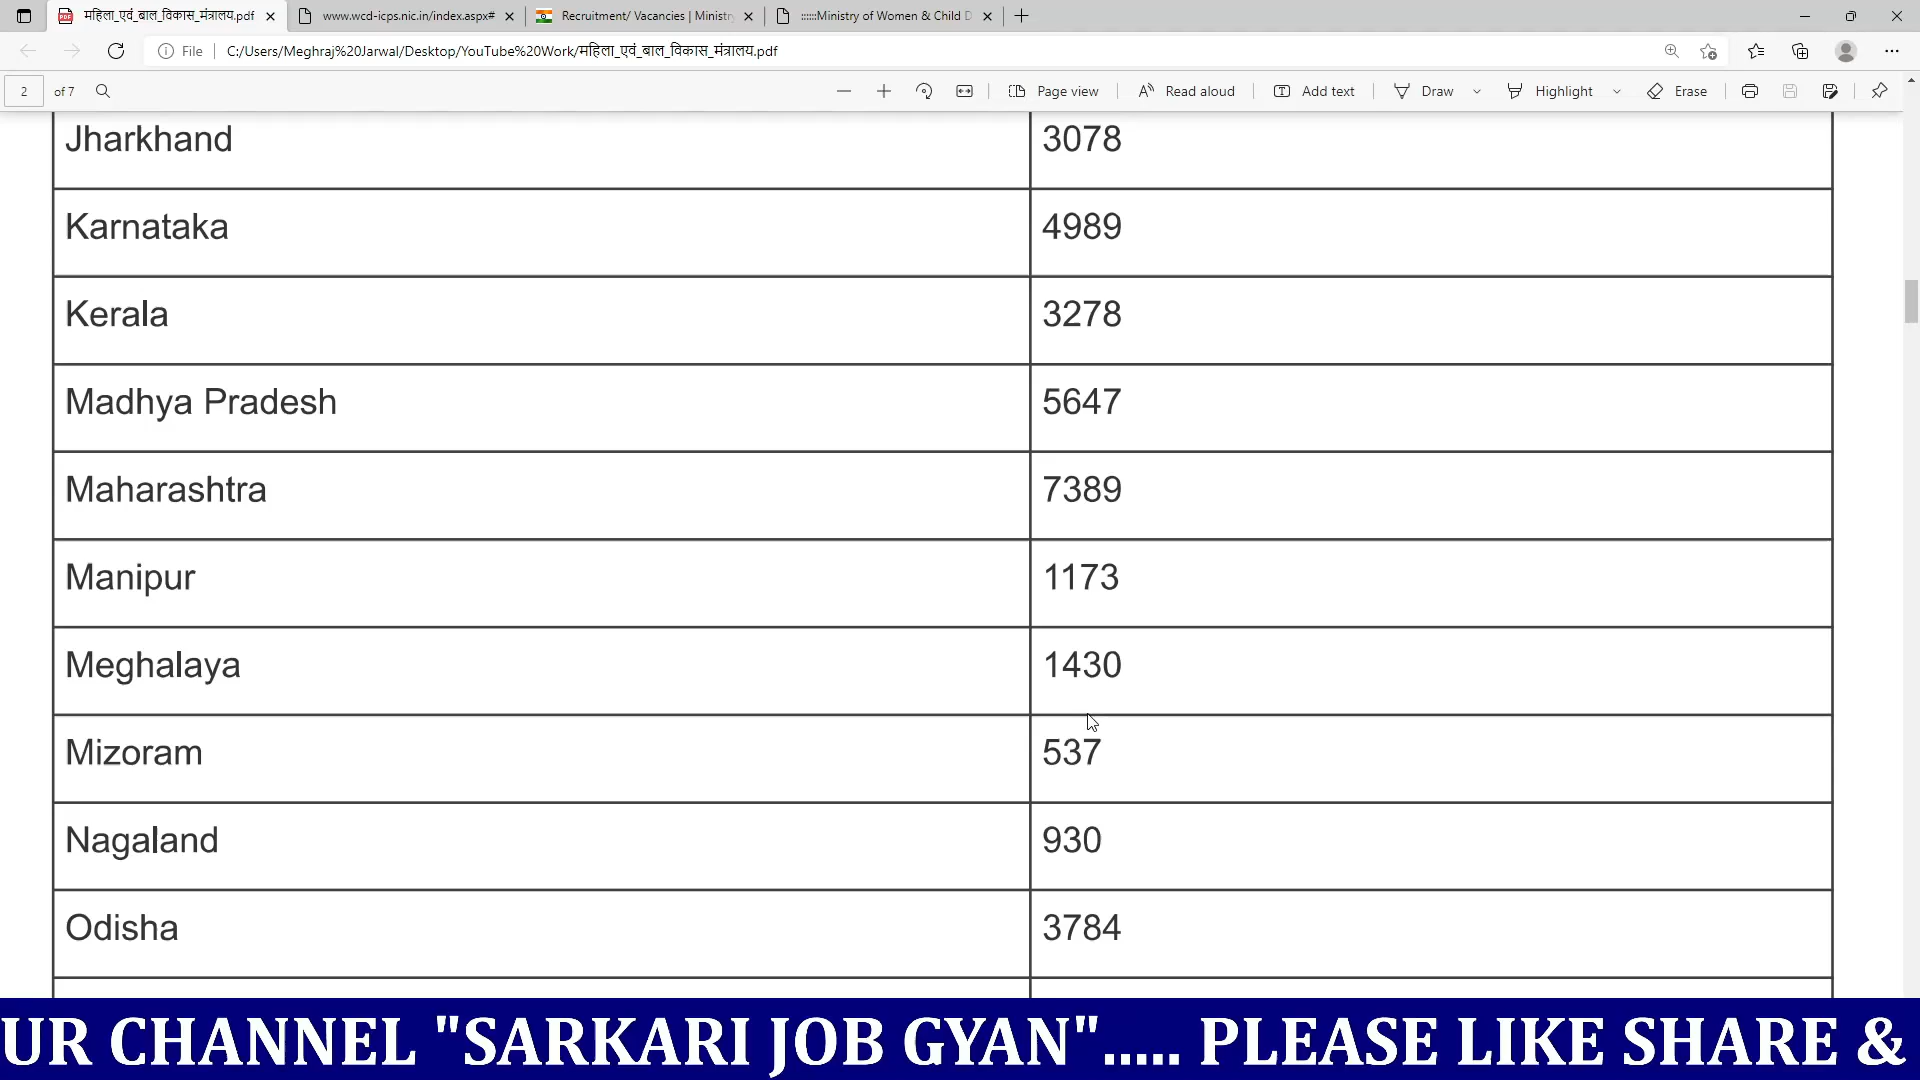 महिला_एवं_बाल_विकास_मंत्रालय.pdf
www.wcd-icps.nic.in/index.aspx#
Recruitment/ Vacancies | Ministr
::::::Ministry of Women & Child D
File
C:/Users/Meghraj%20Jarwal/Desktop/YouTube%20Work/महिला_एवं_बाल_विकास_मंत्रालय.pdf
2 of 7
Page view
Read aloud
Add text
Draw
Highlight
Erase
Jharkhand 3078
Karnataka 4989
Kerala 3278
Madhya Pradesh 5647
Maharashtra 7389
Manipur 1173
Meghalaya 1430
Mizoram 537
Nagaland 930
Odisha 3784
UR CHANNEL "SARKARI JOB GYAN"..... PLEASE LIKE SHARE &